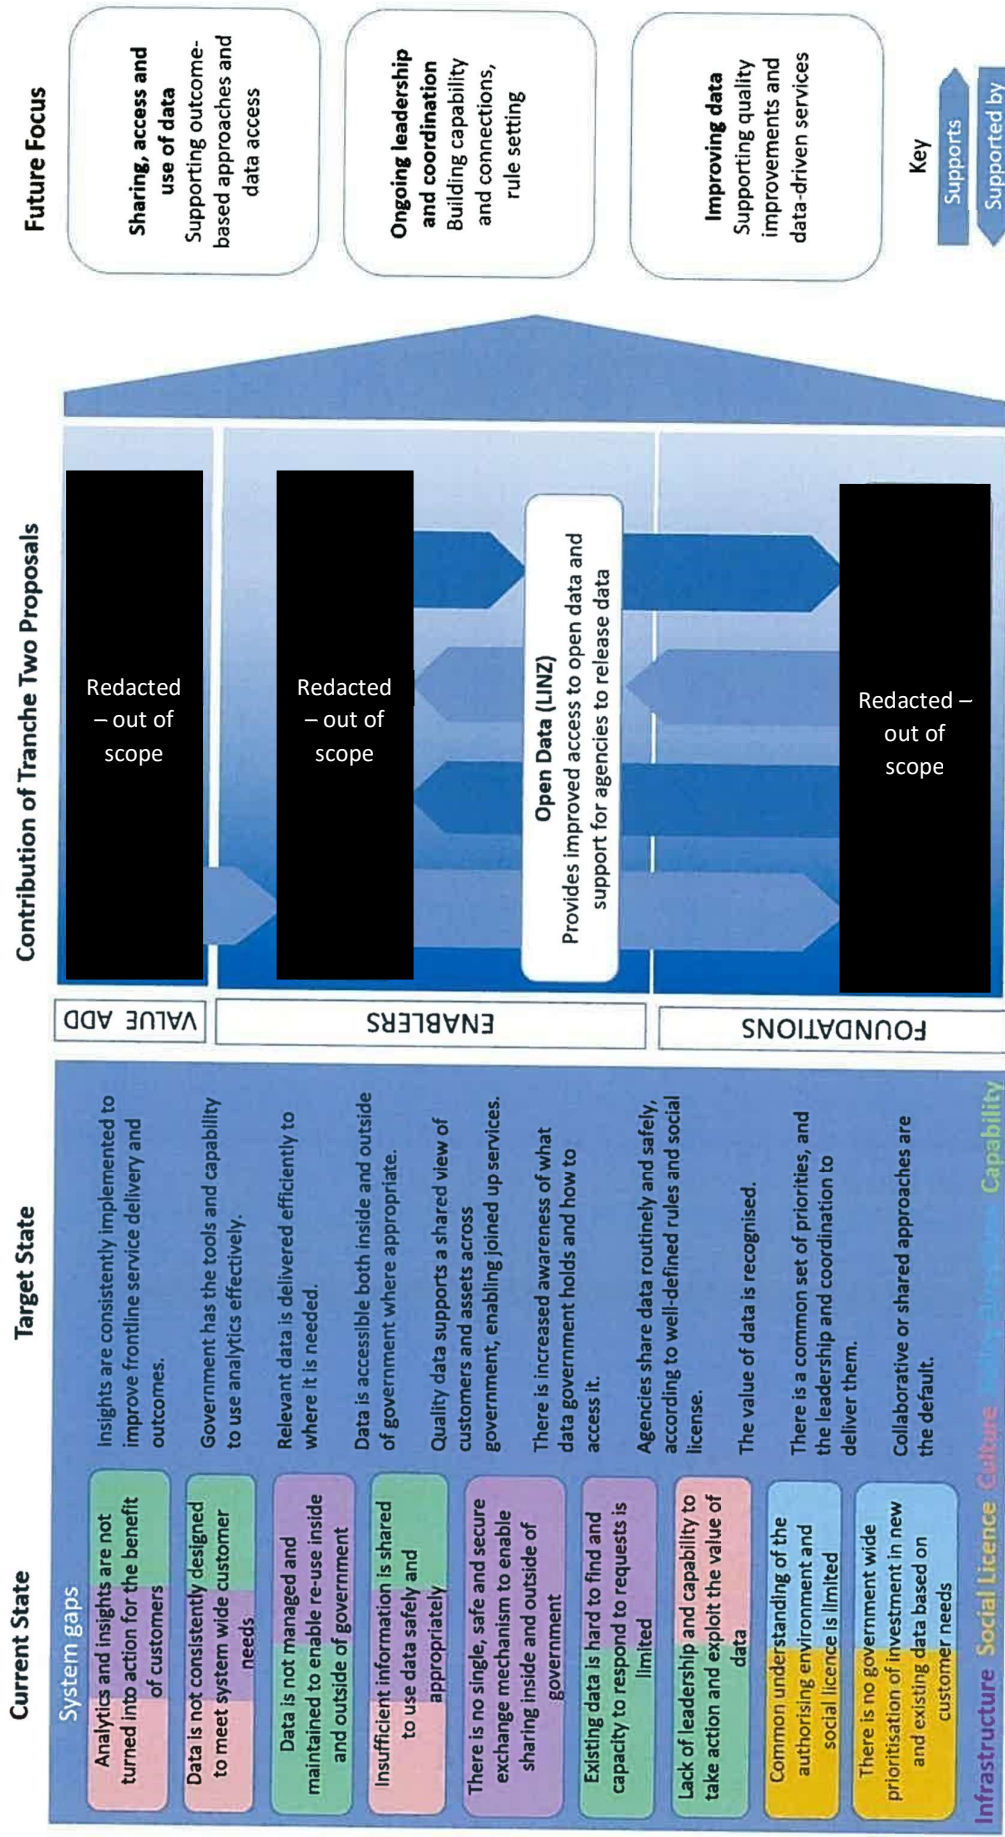 Current State
System gaps
Analytics and insights are not
turned into action for the benefit
of customers
Data is not consistently designed
to meet system wide customer
needs
Data is not managed and
maintained to enable re-use inside
and outside of government
Insufficient information is shared
to use data safely and
appropriately
There is no single, safe and secure
exchange mechanism to enable
sharing inside and outside of
government
Existing data is hard to find and
capacity to respond to requests is
limited
Lack of leadership and capability to
take action and exploit the value of
data
Common understanding of the
authorising environment and
social licence is limited
There is no government wide
prioritisation of investment in new
and existing data based on
customer needs
Infrastructure Social Licence Culture Capability
Target State
Insights are consistently implemented to
improve frontline service delivery and
outcomes.
Government has the tools and capability
to use analytics effectively.
Relevant data is delivered efficiently to
where it is needed.
Data is accessible both inside and outside
of government where appropriate.
Quality data supports a shared view of
customers and assets across
government, enabling joined up services.
There is increased awareness of what
data government holds and how to
access it.
Agencies share data routinely and safely,
according to well-defined rules and social
license.
The value of data is recognised.
There is a common set of priorities, and
the leadership and coordination to
deliver them.
Collaborative or shared approaches are
the default.
VALUE ADD
ENABLERS
FOUNDATIONS
Contribution of Tranche Two Proposals
Redacted
– out of
scope
Redacted
– out of
scope
Open Data (LINZ)
Provides improved access to open data and
support for agencies to release data
Redacted –
out of
scope
Future Focus
Sharing, access and
use of data
Supporting outcome-
based approaches and
data access
Ongoing leadership
and coordination
Building capability
and connections,
rule setting
Improving data
Supporting quality
improvements and
data-driven services
Key
Supports
Supported by